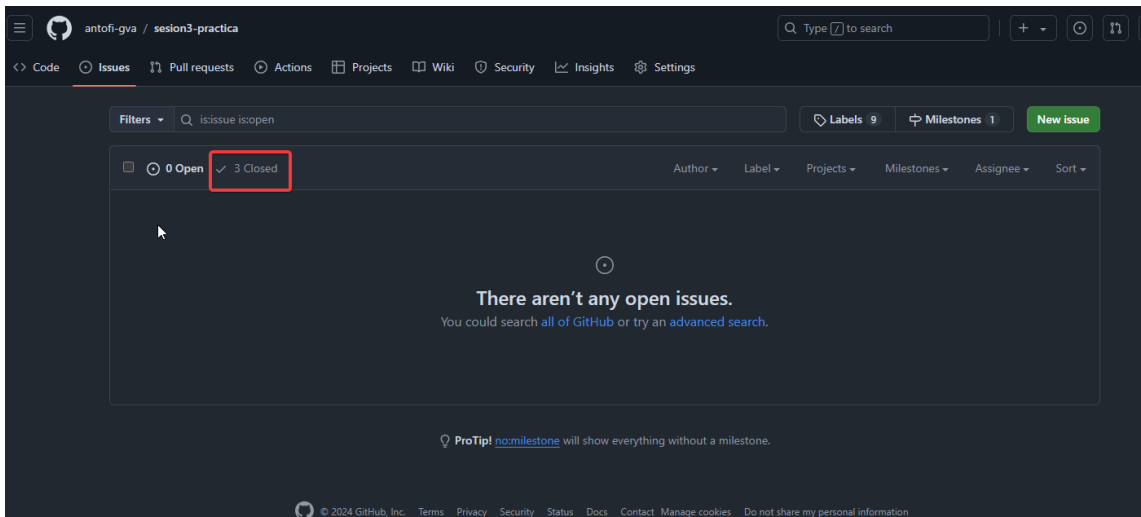 antofi-gva / sesion3-practica
Type / to search
<> Code Issues Pull requests Actions Projects Wiki Security Insights Settings
Filters is:issue is:open Labels 9 Milestones 1 New issue
0 Open 3 Closed Author Label Projects Milestones Assignee Sort
There aren't any open issues.
You could search all of GitHub or try an advanced search.
ProTip! no:milestone will show everything without a milestone.
© 2024 GitHub, Inc. Terms Privacy Security Status Docs Contact Manage cookies Do not share my personal information